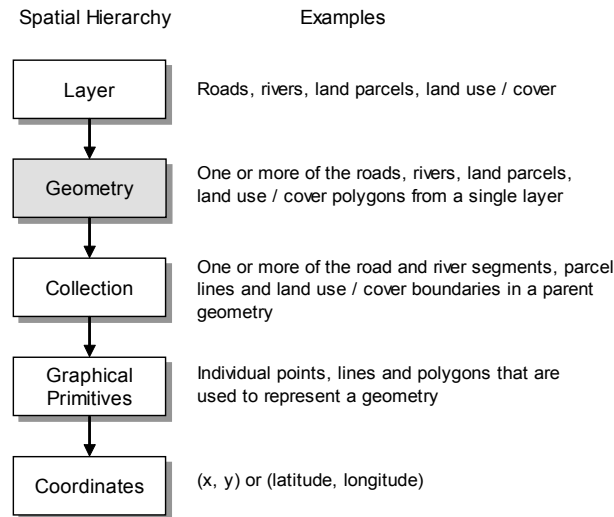 Spatial Hierarchy Examples
Layer Roads, rivers, land parcels, land use / cover
Geometry One or more of the roads, rivers, land parcels,
land use / cover polygons from a single layer
Collection One or more of the road and river segments, parcel
lines and land use / cover boundaries in a parent
geometry
Graphical
Primitives
Individual points, lines and polygons that are
used to represent a geometry
Coordinates (x, y) or (latitude, longitude)